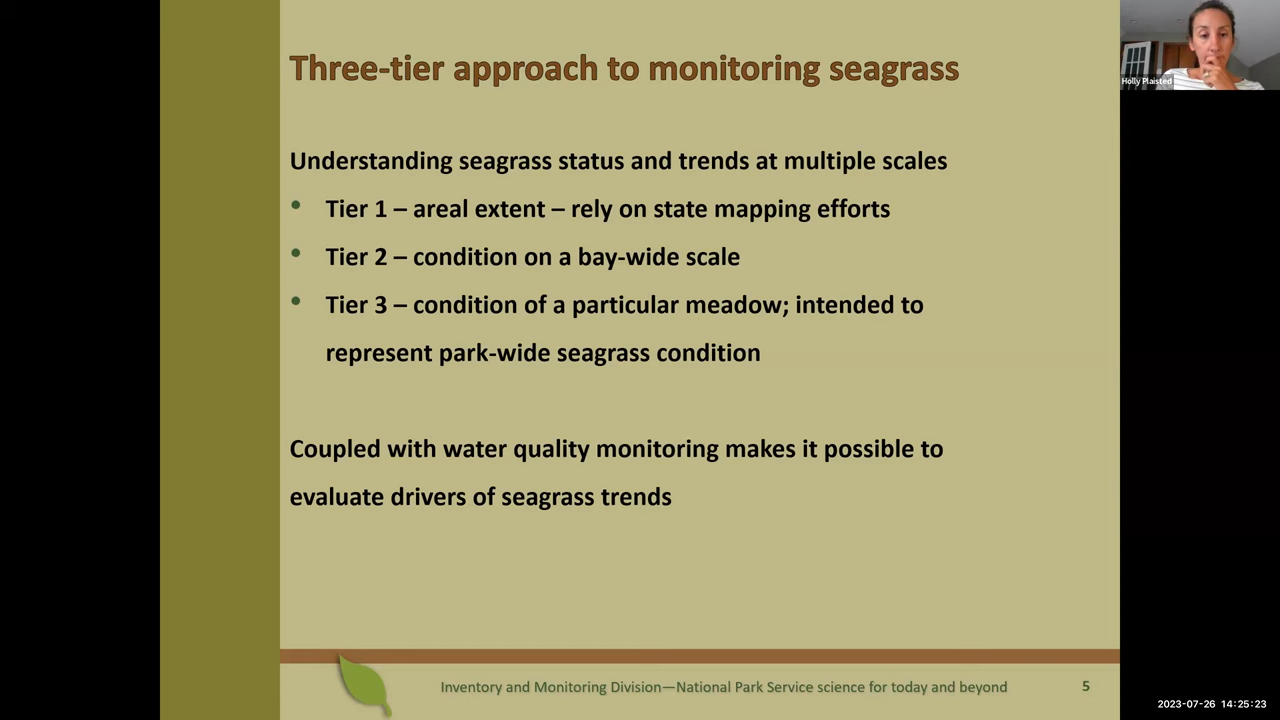 Three-tier approach to monitoring seagrass
Holly Plaisted
Understanding seagrass status and trends at multiple scales
• Tier 1 – areal extent – rely on state mapping efforts
• Tier 2 – condition on a bay-wide scale
• Tier 3 – condition of a particular meadow; intended to
represent park-wide seagrass condition
Coupled with water quality monitoring makes it possible to
evaluate drivers of seagrass trends
Inventory and Monitoring Division—National Park Service science for today and beyond
5
2023-07-26 14:25:23